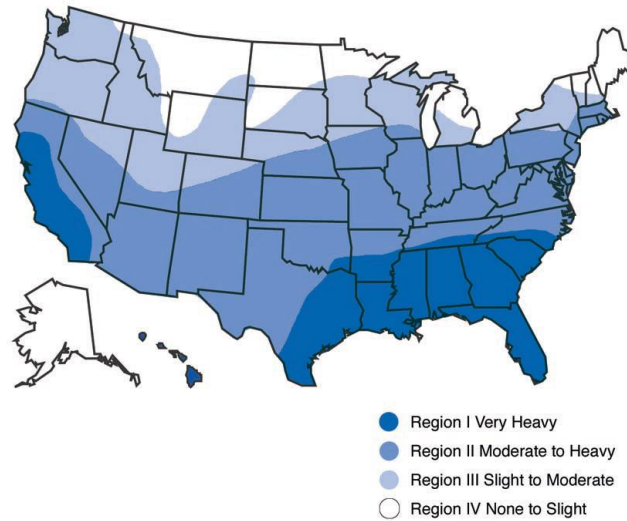 Region I Very Heavy
Region II Moderate to Heavy
Region III Slight to Moderate
Region IV None to Slight